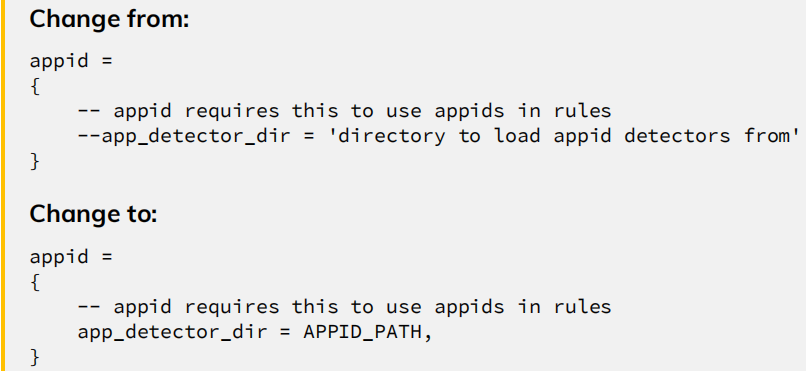 Change from:
appid =
{
    -- appid requires this to use appids in rules
    --app_detector_dir = 'directory to load appid detectors from'
}
Change to:
appid =
{
    -- appid requires this to use appids in rules
    app_detector_dir = APPID_PATH,
}